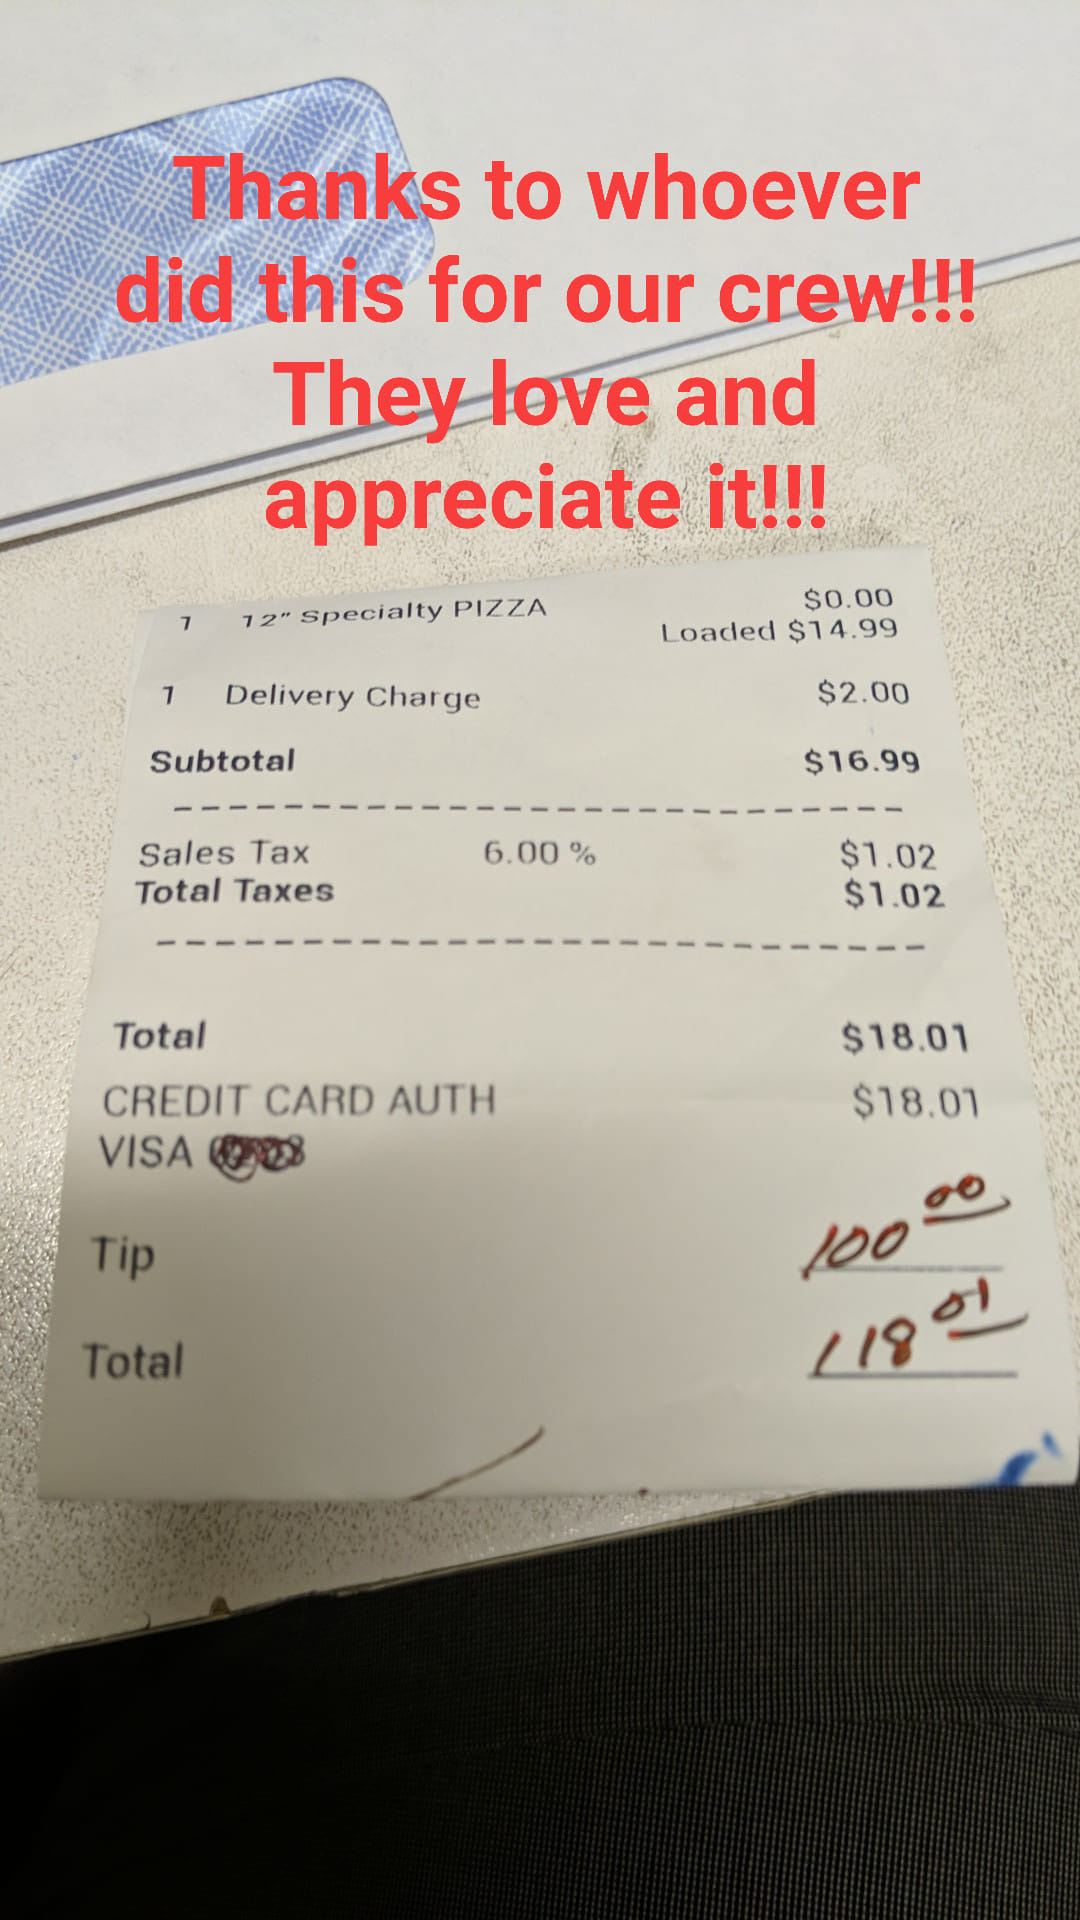 Thanks to whoever
did this for our crew!!!
They love and
appreciate it!!!
1 12" Specialty PIZZA $0.00
Loaded $14.99
1 Delivery Charge $2.00
Subtotal $16.99
Sales Tax 6.00 % $1.02
Total Taxes $1.02
Total $18.01
CREDIT CARD AUTH $18.01
VISA
Tip 100 00
Total 118 01